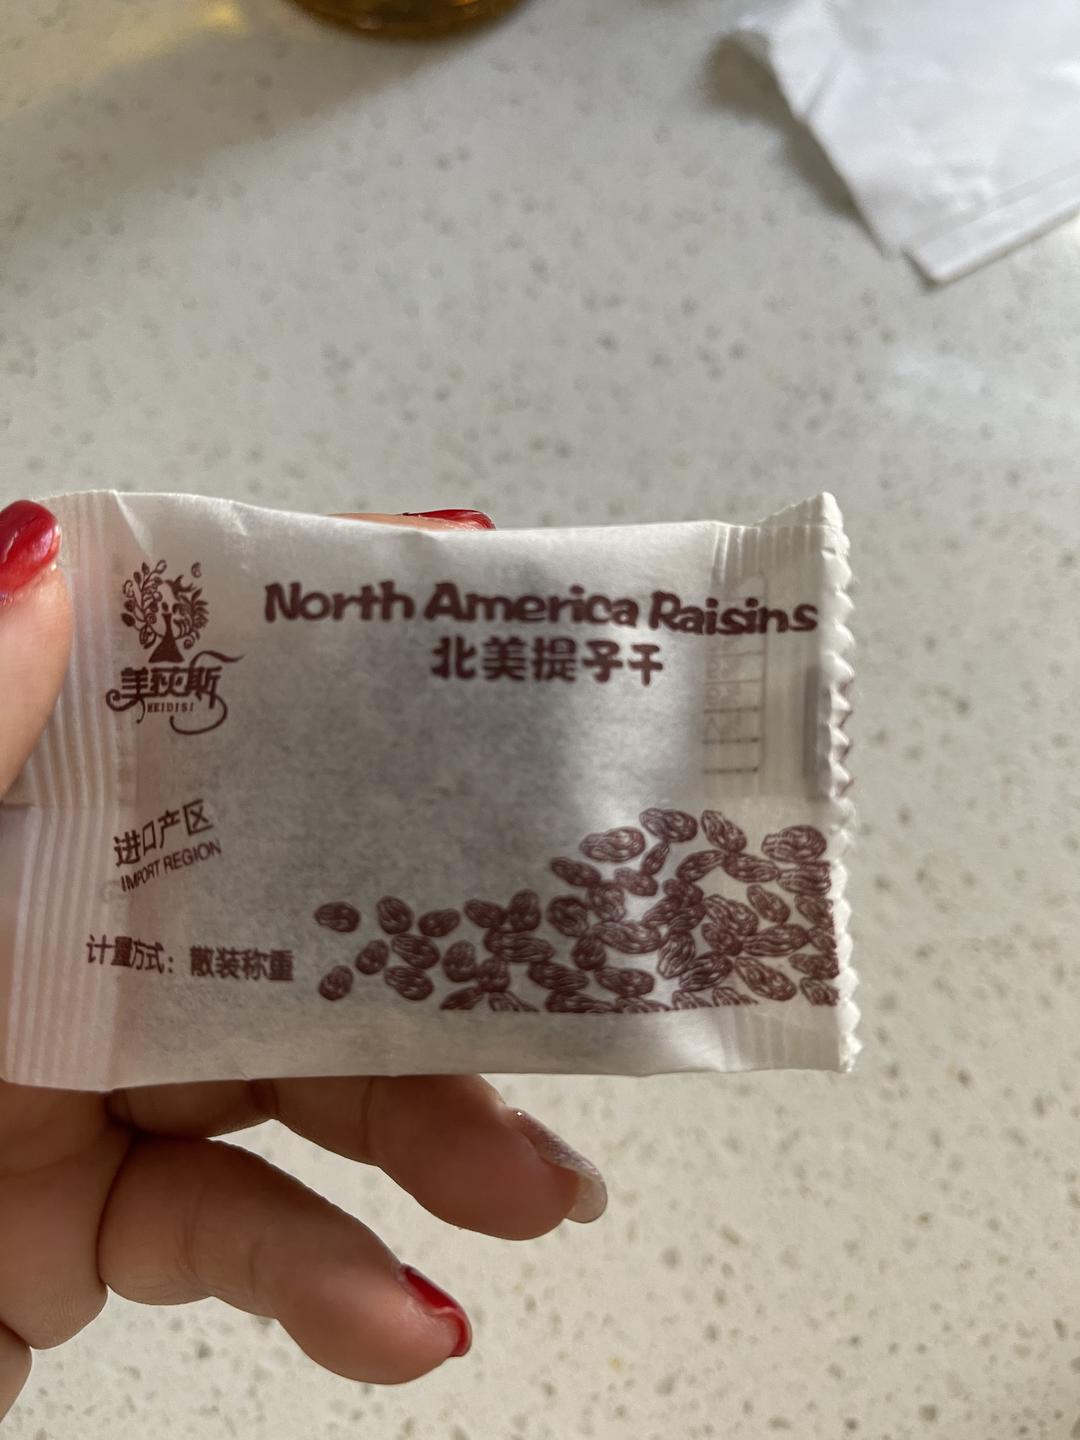 North America Raisins
北美提子干
美荻斯
MEIDISI
进口产区
IMPORT REGION
计量方式：散装称重